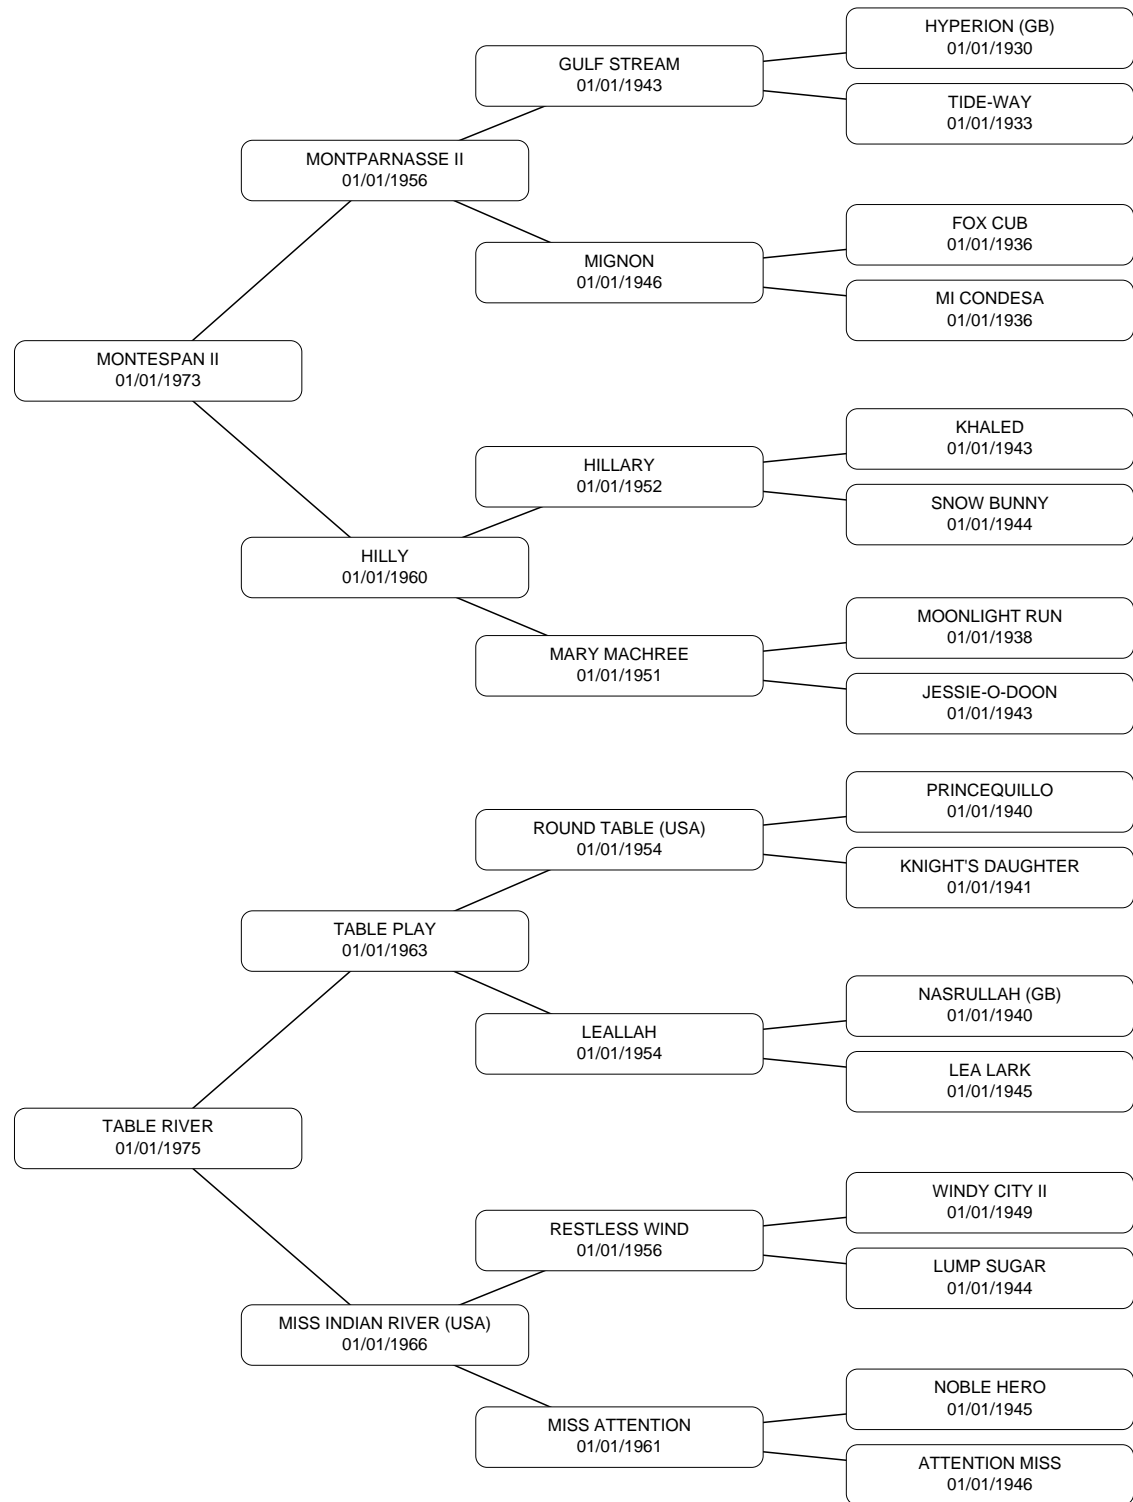 HYPERION (GB)
01/01/1930
GULF STREAM
01/01/1943
TIDE-WAY
01/01/1933
MONTPARNASSE II
01/01/1956
FOX CUB
01/01/1936
MIGNON
01/01/1946
MI CONDESA
01/01/1936
MONTESPAN II
01/01/1973
KHALED
01/01/1943
HILLARY
01/01/1952
SNOW BUNNY
01/01/1944
HILLY
01/01/1960
MOONLIGHT RUN
01/01/1938
MARY MACHREE
01/01/1951
JESSIE-O-DOON
01/01/1943
PRINCEQUILLO
01/01/1940
ROUND TABLE (USA)
01/01/1954
KNIGHT'S DAUGHTER
01/01/1941
TABLE PLAY
01/01/1963
NASRULLAH (GB)
01/01/1940
LEALLAH
01/01/1954
LEA LARK
01/01/1945
TABLE RIVER
01/01/1975
WINDY CITY II
01/01/1949
RESTLESS WIND
01/01/1956
LUMP SUGAR
01/01/1944
MISS INDIAN RIVER (USA)
01/01/1966
NOBLE HERO
01/01/1945
MISS ATTENTION
01/01/1961
ATTENTION MISS
01/01/1946